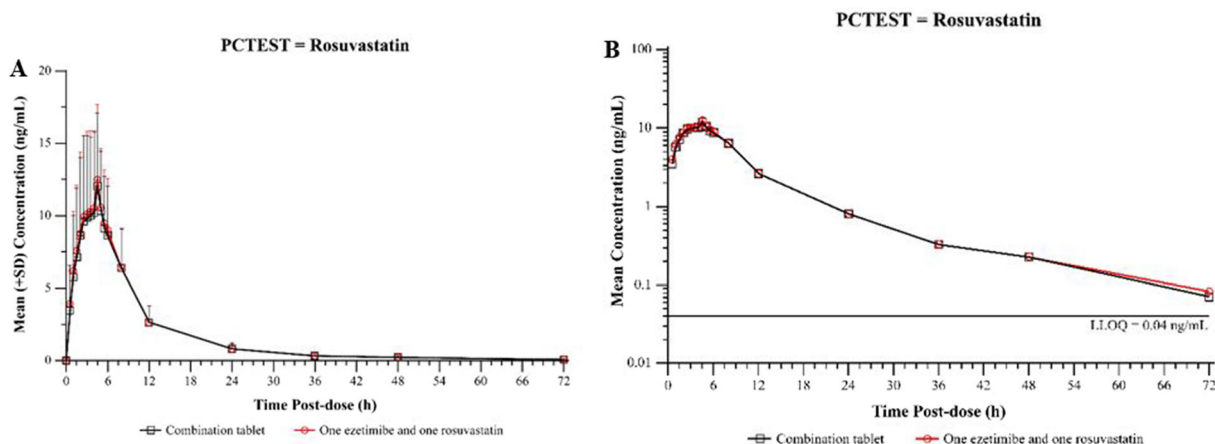 A
PCTEST = Rosuvastatin
Mean (+SD) Concentration (ng/mL)
20
15
10
5
0
0 6 12 18 24 30 36 42 48 54 60 66 72
Time Post-dose (h)
Combination tablet
One ezetimibe and one rosuvastatin
B
PCTEST = Rosuvastatin
Mean Concentration (ng/mL)
100
10
1
0.1
0.01
LLOQ = 0.04 ng/mL
0 6 12 18 24 30 36 42 48 54 60 66 72
Time Post-dose (h)
Combination tablet
One ezetimibe and one rosuvastatin